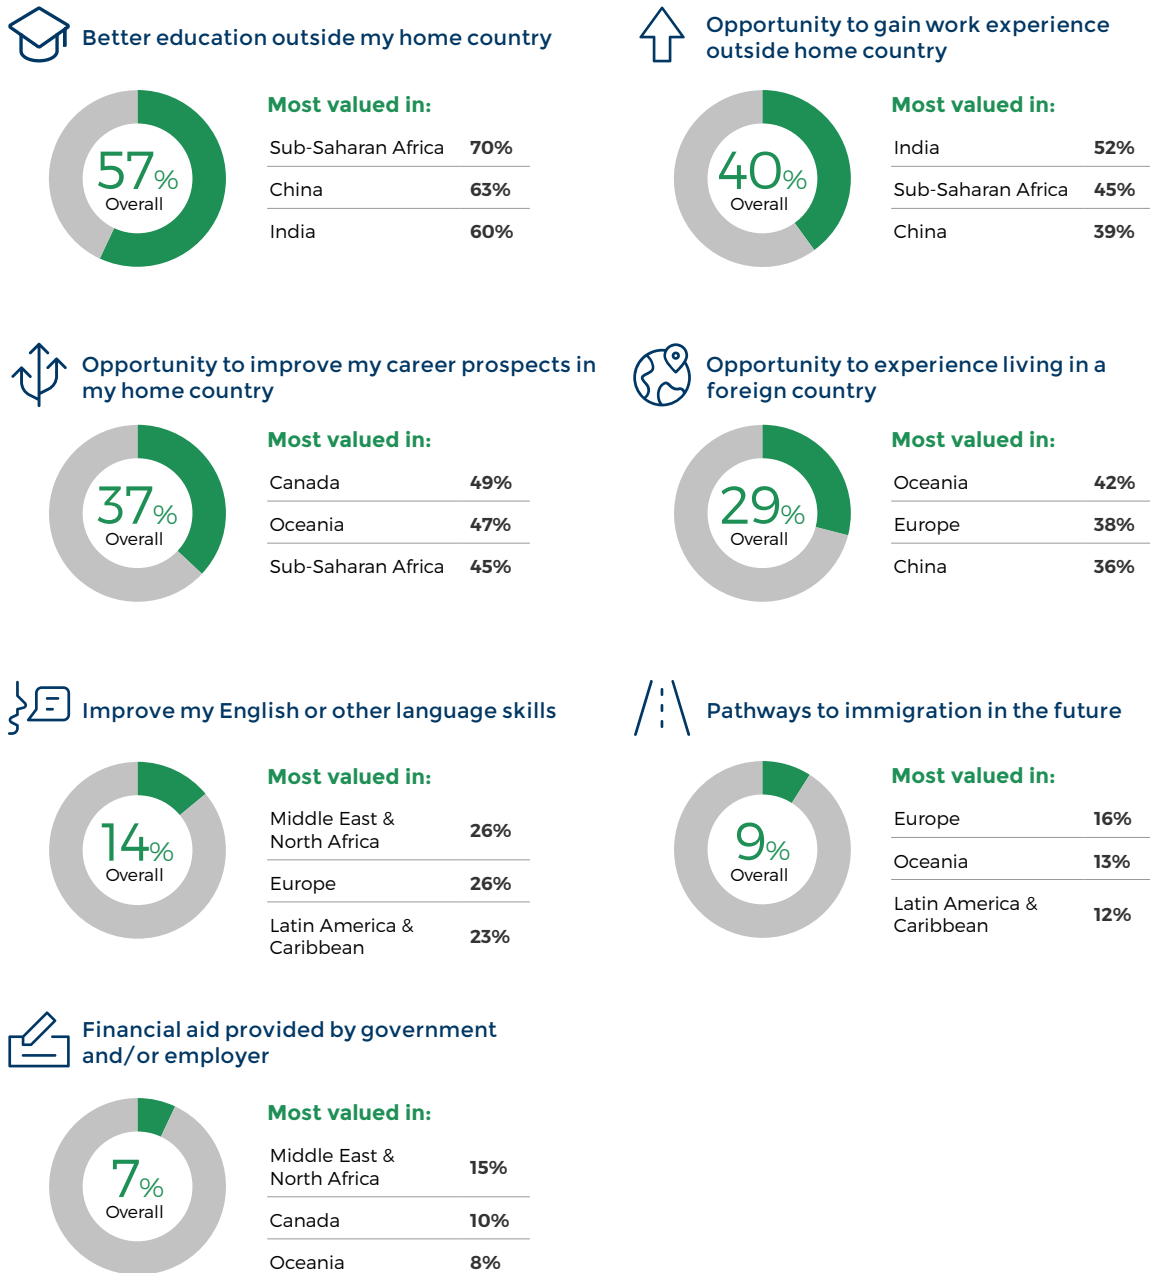 Better education outside my home country
57%
Overall
Most valued in:
Sub-Saharan Africa 70%
China 63%
India 60%
Opportunity to gain work experience
outside home country
40%
Overall
Most valued in:
India 52%
Sub-Saharan Africa 45%
China 39%
Opportunity to improve my career prospects in
my home country
37%
Overall
Most valued in:
Canada 49%
Oceania 47%
Sub-Saharan Africa 45%
Opportunity to experience living in a
foreign country
29%
Overall
Most valued in:
Oceania 42%
Europe 38%
China 36%
Improve my English or other language skills
14%
Overall
Most valued in:
Middle East &
North Africa 26%
Europe 26%
Latin America &
Caribbean 23%
Pathways to immigration in the future
9%
Overall
Most valued in:
Europe 16%
Oceania 13%
Latin America &
Caribbean 12%
Financial aid provided by government
and/or employer
7%
Overall
Most valued in:
Middle East &
North Africa 15%
Canada 10%
Oceania 8%